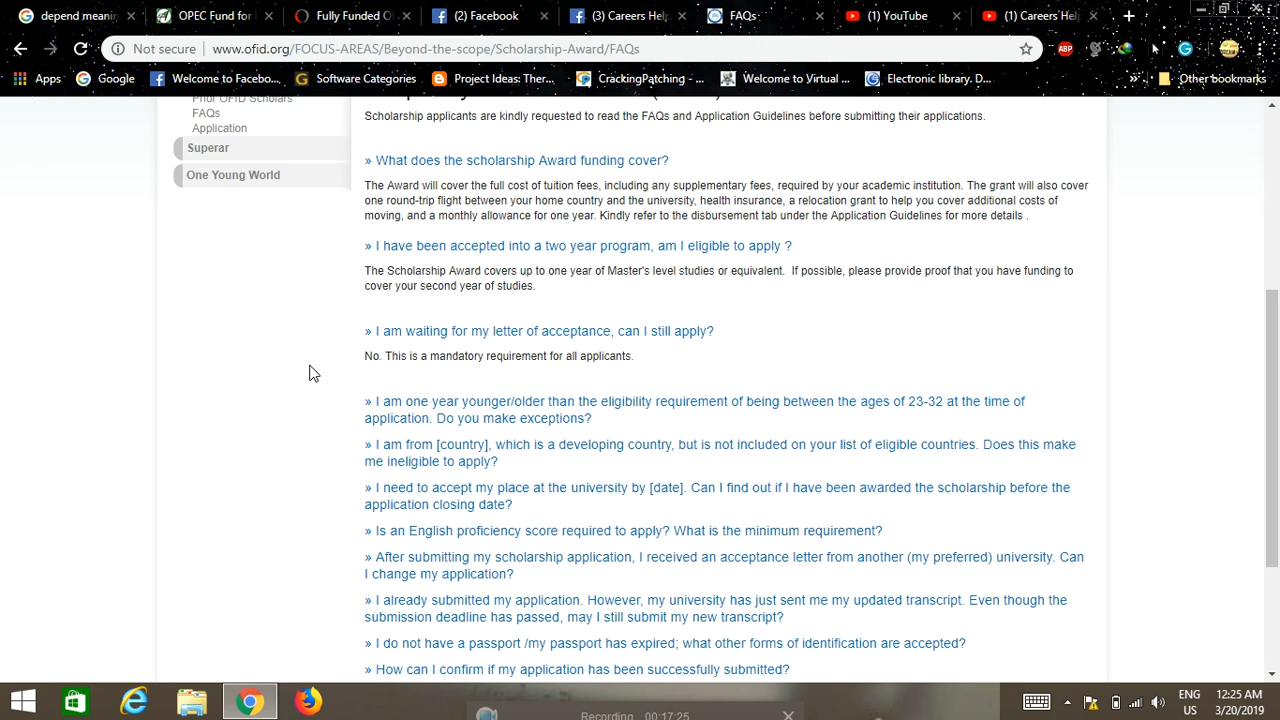 depend meanin
OPEC Fund for
Fully Funded O
(2) Facebook
(3) Careers Help
FAQs
(1) YouTube
(1) Careers Help
Not secure
www.ofid.org/FOCUS-AREAS/Beyond-the-scope/Scholarship-Award/FAQs
ABP
Apps
Google
Welcome to Facebo...
Software Categories
Project Ideas: Ther...
CrackingPatching - ...
Welcome to Virtual ...
Electronic library. D...
Other bookmarks
Prior OFID Scholars
FAQs
Application
Superar
One Young World
Scholarship applicants are kindly requested to read the FAQs and Application Guidelines before submitting their applications.
» What does the scholarship Award funding cover?
The Award will cover the full cost of tuition fees, including any supplementary fees, required by your academic institution. The grant will also cover
one round-trip flight between your home country and the university, health insurance, a relocation grant to help you cover additional costs of
moving, and a monthly allowance for one year. Kindly refer to the disbursement tab under the Application Guidelines for more details .
» I have been accepted into a two year program, am I eligible to apply ?
The Scholarship Award covers up to one year of Master's level studies or equivalent.  If possible, please provide proof that you have funding to
cover your second year of studies.
» I am waiting for my letter of acceptance, can I still apply?
No. This is a mandatory requirement for all applicants.
» I am one year younger/older than the eligibility requirement of being between the ages of 23-32 at the time of
application. Do you make exceptions?
» I am from [country], which is a developing country, but is not included on your list of eligible countries. Does this make
me ineligible to apply?
» I need to accept my place at the university by [date]. Can I find out if I have been awarded the scholarship before the
application closing date?
» Is an English proficiency score required to apply? What is the minimum requirement?
» After submitting my scholarship application, I received an acceptance letter from another (my preferred) university. Can
I change my application?
» I already submitted my application. However, my university has just sent me my updated transcript. Even though the
submission deadline has passed, may I still submit my new transcript?
» I do not have a passport /my passport has expired; what other forms of identification are accepted?
» How can I confirm if my application has been successfully submitted?
Recording 00:17:25
ENG
US
12:25 AM
3/20/2019